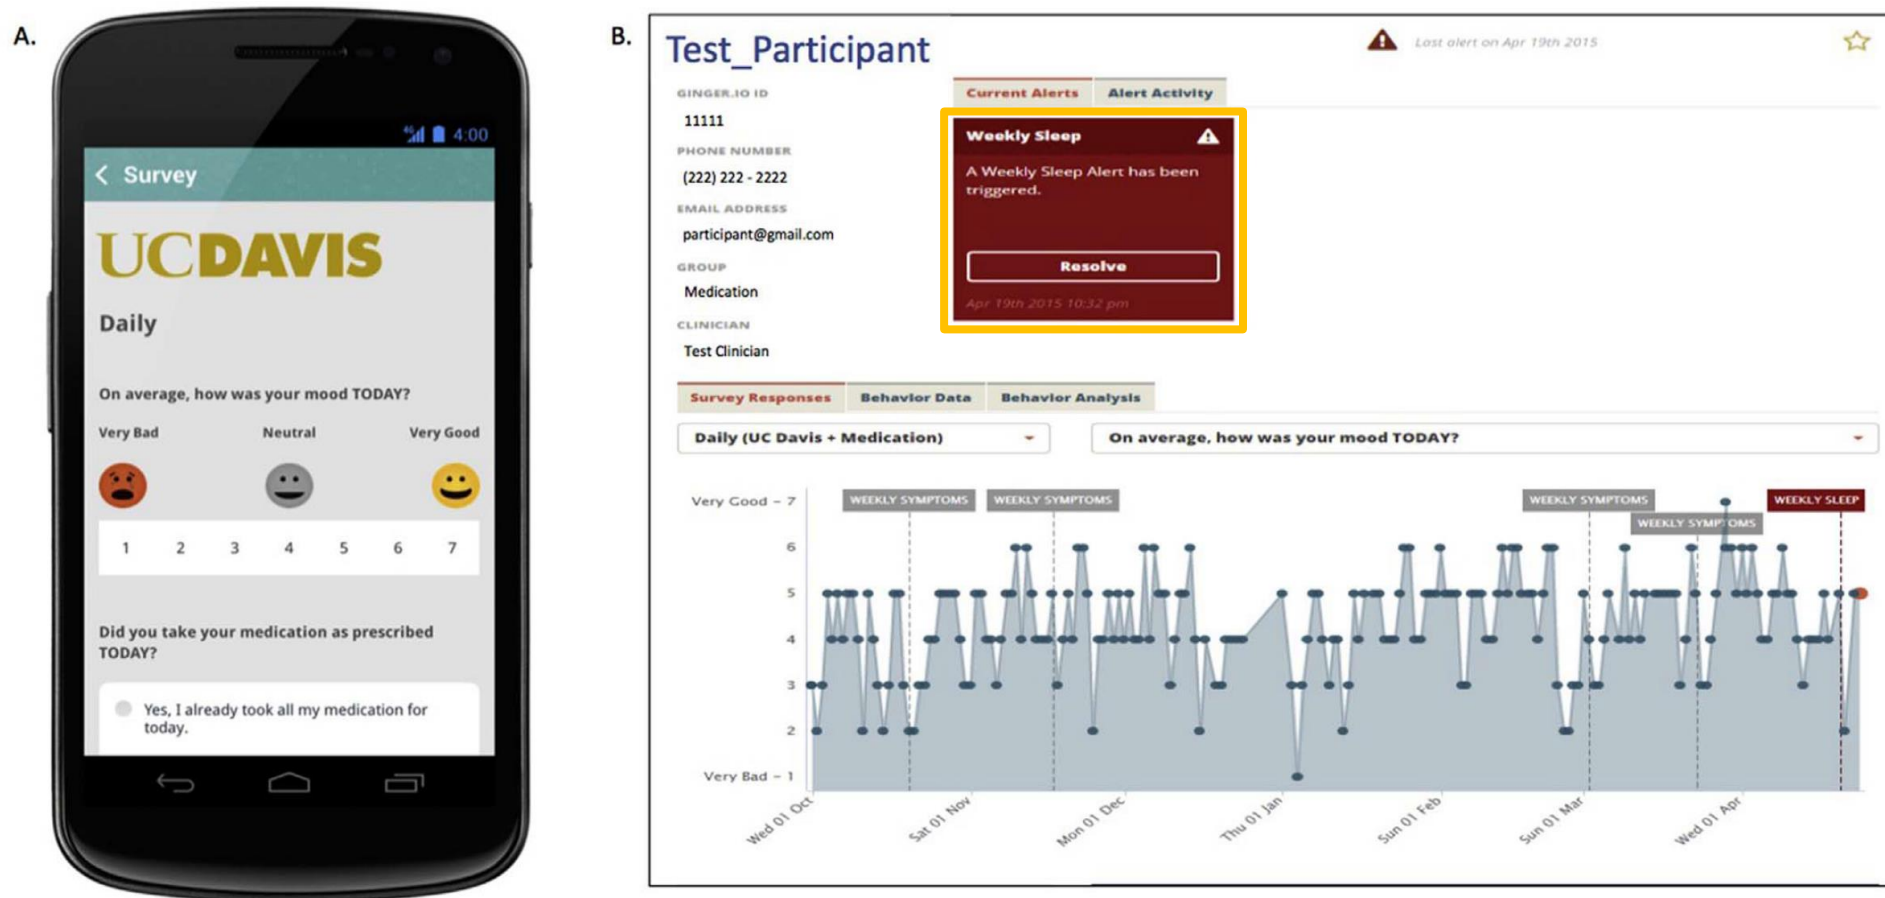 A.
4G 4:00
< Survey
UCDAVIS
Daily
On average, how was your mood TODAY?
Very Bad Neutral Very Good
1 2 3 4 5 6 7
Did you take your medication as prescribed
TODAY?
Yes, I already took all my medication for
today.
B.
Test_Participant
Last alert on Apr 19th 2015
GINGER.IO ID
11111
PHONE NUMBER
(222) 222 - 2222
EMAIL ADDRESS
participant@gmail.com
GROUP
Medication
CLINICIAN
Test Clinician
Current Alerts Alert Activity
Weekly Sleep
A Weekly Sleep Alert has been
triggered.
Resolve
Apr 19th 2015 10:32 pm
Survey Responses Behavior Data Behavior Analysis
Daily (UC Davis + Medication) On average, how was your mood TODAY?
Very Good - 7
6
5
4
3
2
Very Bad - 1
WEEKLY SYMPTOMS WEEKLY SYMPTOMS WEEKLY SYMPTOMS WEEKLY SLEEP
WEEKLY SYMPTOMS
Wed 01 Oct Sat 01 Nov Mon 01 Dec Thu 01 Jan Sun 01 Feb Sun 01 Mar Wed 01 Apr